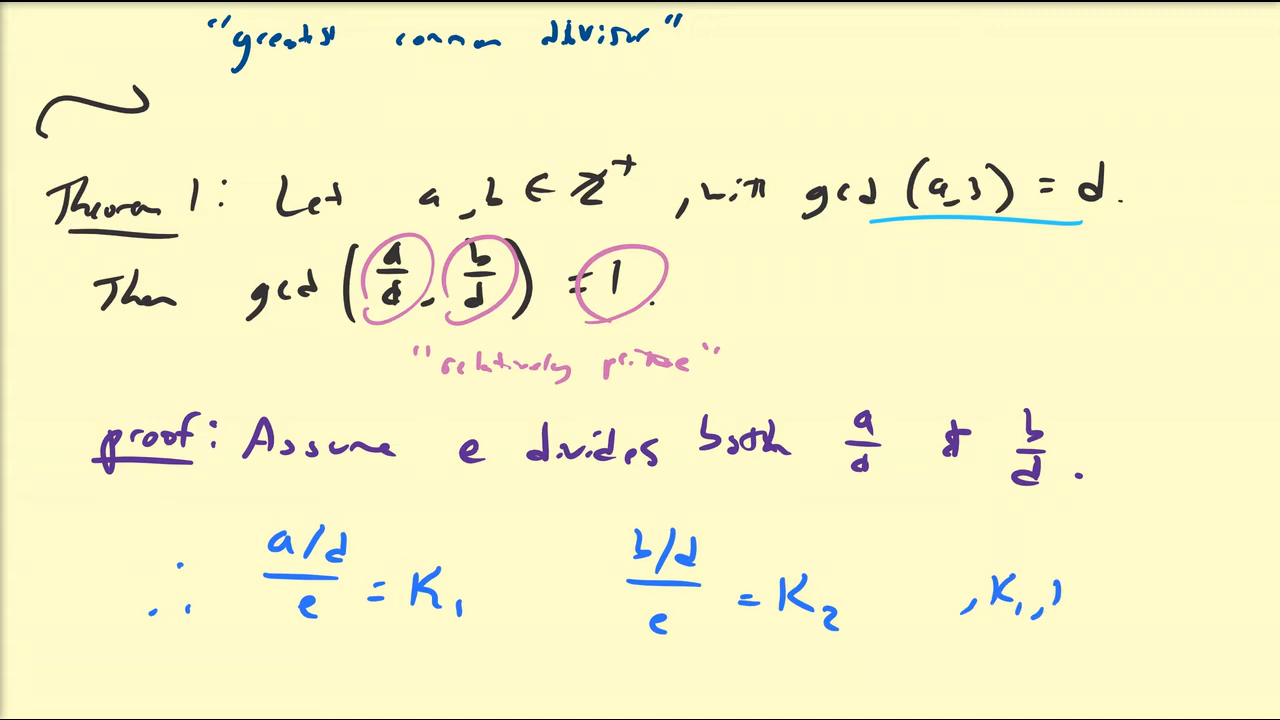 "greatest common divisor"
Theorem 1: Let a, b ∈ ℤ⁺, with gcd (a, b) = d.
Then gcd (a/d, b/d) = 1.
"relatively prime"
proof: Assume e divides both a/d & b/d.
∴ (a/d)/e = K₁ (b/d)/e = K₂ , K₁,